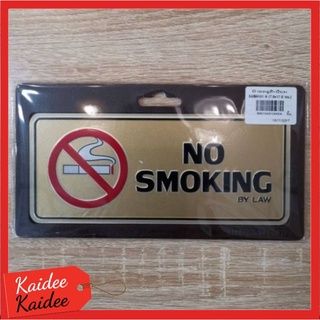 NO
SMOKING
BY LAW
Kaidee
Kaidee